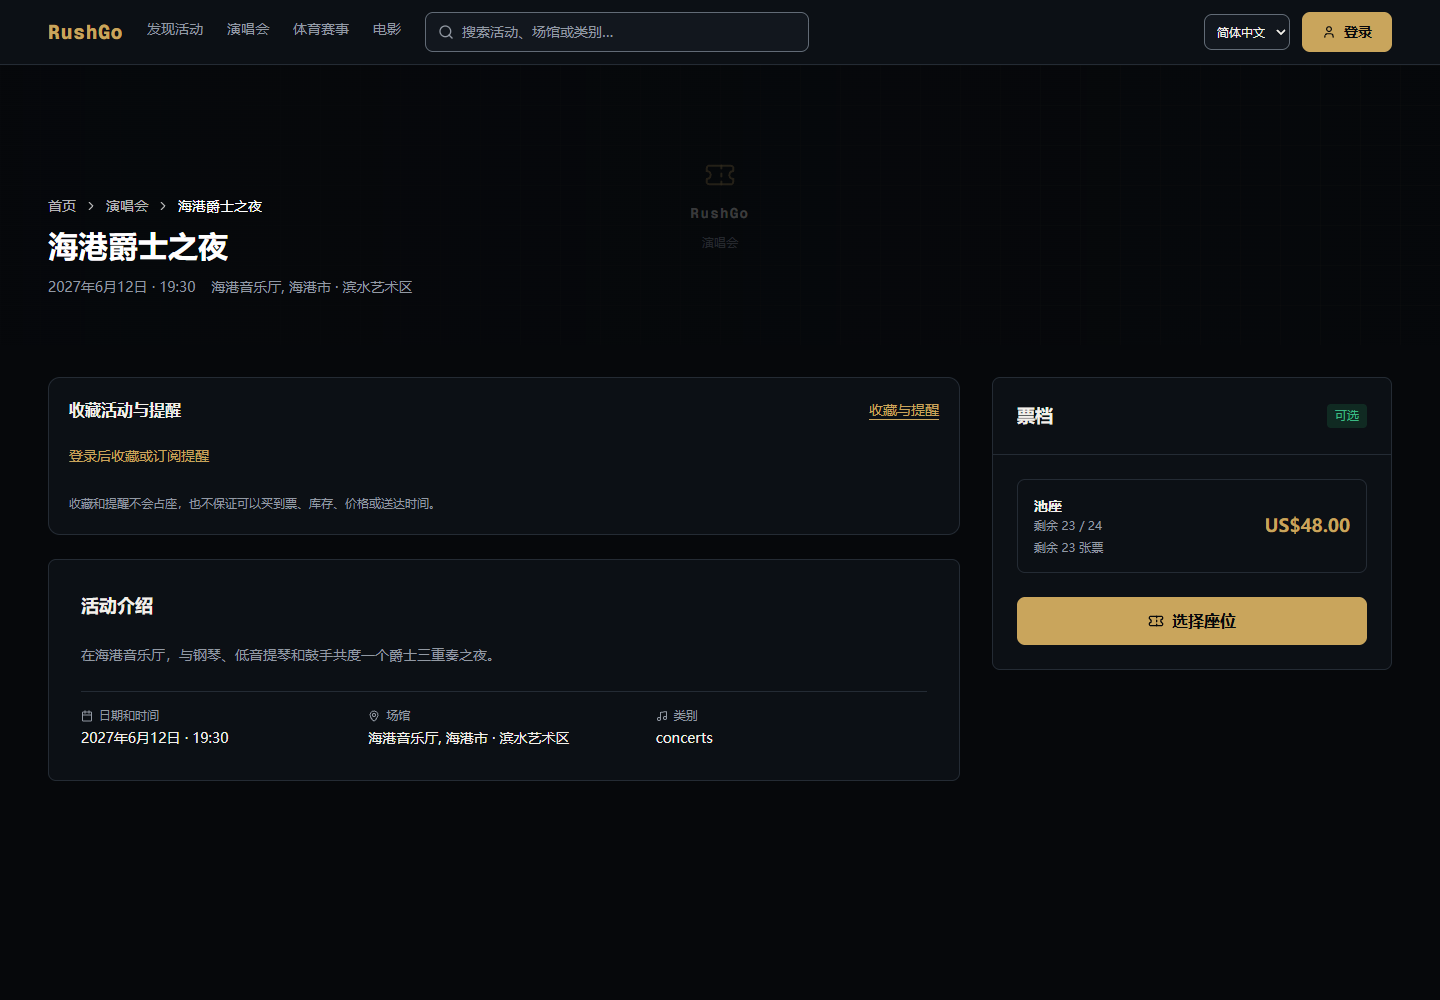 RushGo
发现活动
演唱会
体育赛事
电影
搜索活动、场馆或类别...
简体中文
登录
RushGo
演唱会
首页 > 演唱会 > 海港爵士之夜
海港爵士之夜
2027年6月12日 · 19:30 海港音乐厅, 海港市 · 滨水艺术区
收藏活动与提醒
收藏与提醒
登录后收藏或订阅提醒
收藏和提醒不会占座，也不保证可以买到票、库存、价格或送达时间。
活动介绍
在海港音乐厅，与钢琴、低音提琴和鼓手共度一个爵士三重奏之夜。
日期和时间
2027年6月12日 · 19:30
场馆
海港音乐厅, 海港市 · 滨水艺术区
类别
concerts
票档
可选
池座
剩余 23 / 24
剩余 23 张票
US$48.00
选择座位